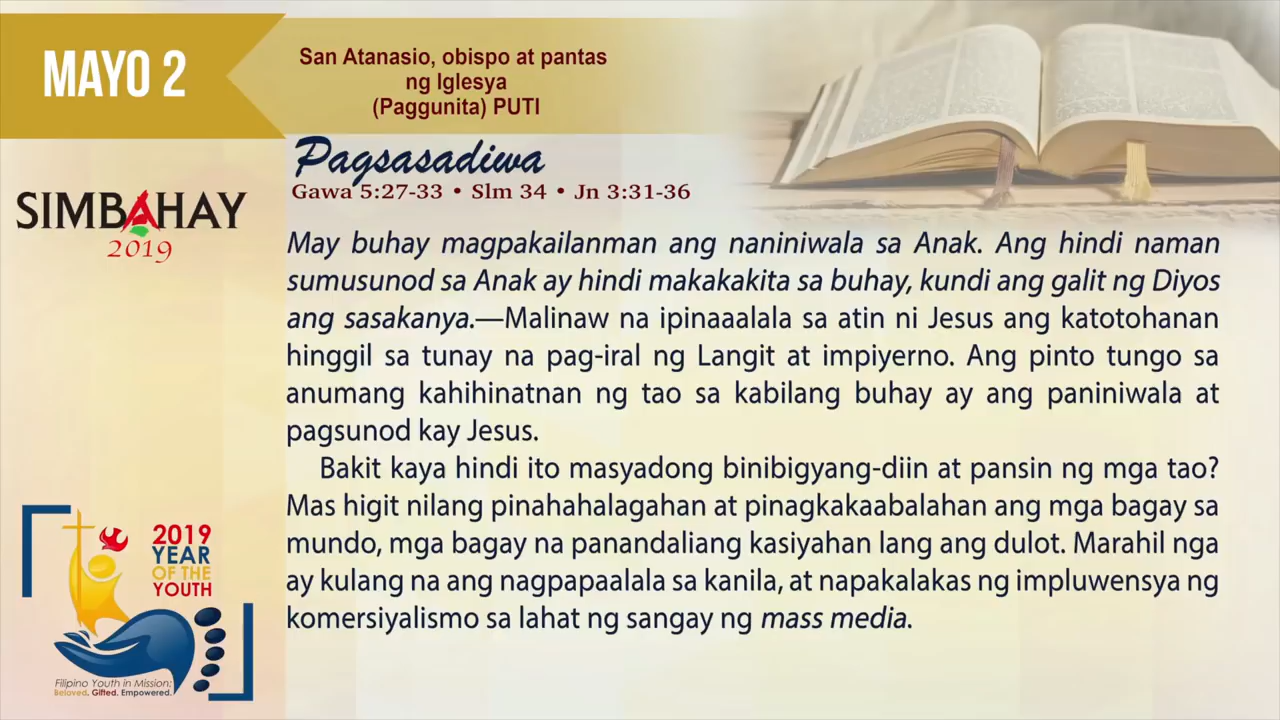 MAYO 2
San Atanasio, obispo at pantas
ng Iglesya
(Paggunita) PUTI
Pagsasadiwa
Gawa 5:27-33 • Slm 34 • Jn 3:31-36
SIMBAHAY
2019
May buhay magpakailanman ang naniniwala sa Anak. Ang hindi naman
sumusunod sa Anak ay hindi makakakita sa buhay, kundi ang galit ng Diyos
ang sasakanya.—Malinaw na ipinaaalala sa atin ni Jesus ang katotohanan
hinggil sa tunay na pag-iral ng Langit at impiyerno. Ang pinto tungo sa
anumang kahihinatnan ng tao sa kabilang buhay ay ang paniniwala at
pagsunod kay Jesus.
Bakit kaya hindi ito masyadong binibigyang-diin at pansin ng mga tao?
Mas higit nilang pinahahalagahan at pinagkakaabalahan ang mga bagay sa
mundo, mga bagay na panandaliang kasiyahan lang ang dulot. Marahil nga
ay kulang na ang nagpapaalala sa kanila, at napakalakas ng impluwensya ng
komersiyalismo sa lahat ng sangay ng mass media.
2019
YEAR
OF THE
YOUTH
Filipino Youth in Mission:
Beloved. Gifted. Empowered.